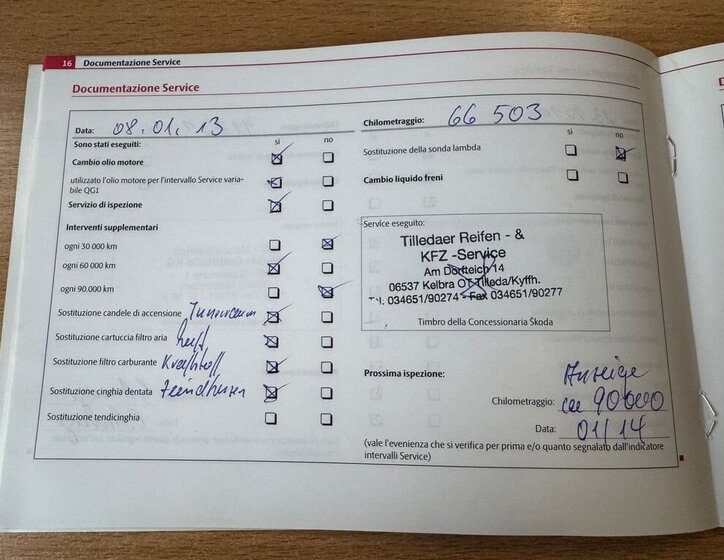 16 Documentazione Service
Documentazione Service
Data: 08.01.13
Sono stati eseguiti: si no
Cambio olio motore
utilizzato l'olio motore per l'intervallo Service varia-
bile QG1
Servizio di ispezione
Interventi supplementari
ogni 30 000 km
ogni 60 000 km
ogni 90.000 km
Sostituzione candele di accensione Innenraum
Sostituzione cartuccia filtro aria Luft
Sostituzione filtro carburante Kraftstoff
Sostituzione cinghia dentata Zündkerzen
Sostituzione tendicinghia
Chilometraggio: 66 503
si no
Sostituzione della sonda lambda
Cambio liquido freni
Service eseguito:
Tilledaer Reifen - &
KFZ -Service
Am Dorfteich 14
06537 Kelbra OT Tilleda/Kyffh.
Tel. 034651/90274 - Fax 034651/90277
Timbro della Concessionaria Škoda
Prossima ispezione: Anzeige
Chilometraggio: ca 90000
Data: 01/14
(vale l'evenienza che si verifica per prima e/o quanto segnalato dall'indicatore
intervalli Service)